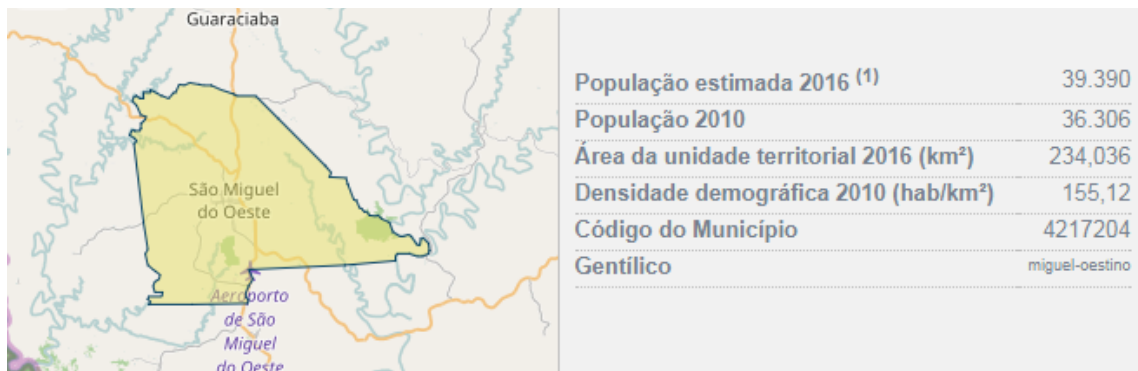 Guaraciaba
São Miguel
do Oeste
Aeroporto
de São
Miguel
do Oeste
População estimada 2016 (1) 39.390
População 2010 36.306
Área da unidade territorial 2016 (km²) 234,036
Densidade demográfica 2010 (hab/km²) 155,12
Código do Município 4217204
Gentílico miguel-oestino